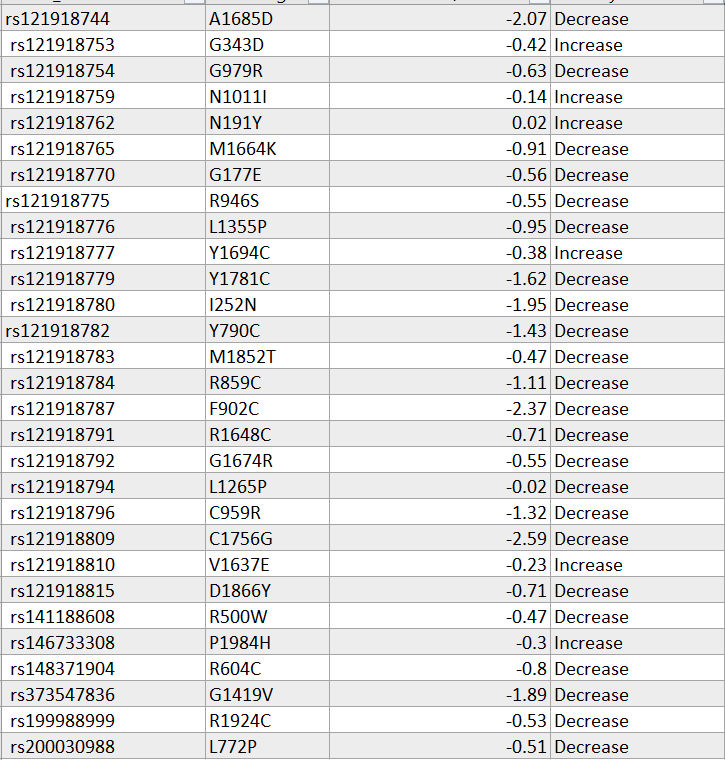 rs121918744 A1685D -2.07 Decrease
rs121918753 G343D -0.42 Increase
rs121918754 G979R -0.63 Decrease
rs121918759 N1011I -0.14 Increase
rs121918762 N191Y 0.02 Increase
rs121918765 M1664K -0.91 Decrease
rs121918770 G177E -0.56 Decrease
rs121918775 R946S -0.55 Decrease
rs121918776 L1355P -0.95 Decrease
rs121918777 Y1694C -0.38 Increase
rs121918779 Y1781C -1.62 Decrease
rs121918780 I252N -1.95 Decrease
rs121918782 Y790C -1.43 Decrease
rs121918783 M1852T -0.47 Decrease
rs121918784 R859C -1.11 Decrease
rs121918787 F902C -2.37 Decrease
rs121918791 R1648C -0.71 Decrease
rs121918792 G1674R -0.55 Decrease
rs121918794 L1265P -0.02 Decrease
rs121918796 C959R -1.32 Decrease
rs121918809 C1756G -2.59 Decrease
rs121918810 V1637E -0.23 Increase
rs121918815 D1866Y -0.71 Decrease
rs141188608 R500W -0.47 Decrease
rs146733308 P1984H -0.3 Increase
rs148371904 R604C -0.8 Decrease
rs373547836 G1419V -1.89 Decrease
rs199988999 R1924C -0.53 Decrease
rs200030988 L772P -0.51 Decrease